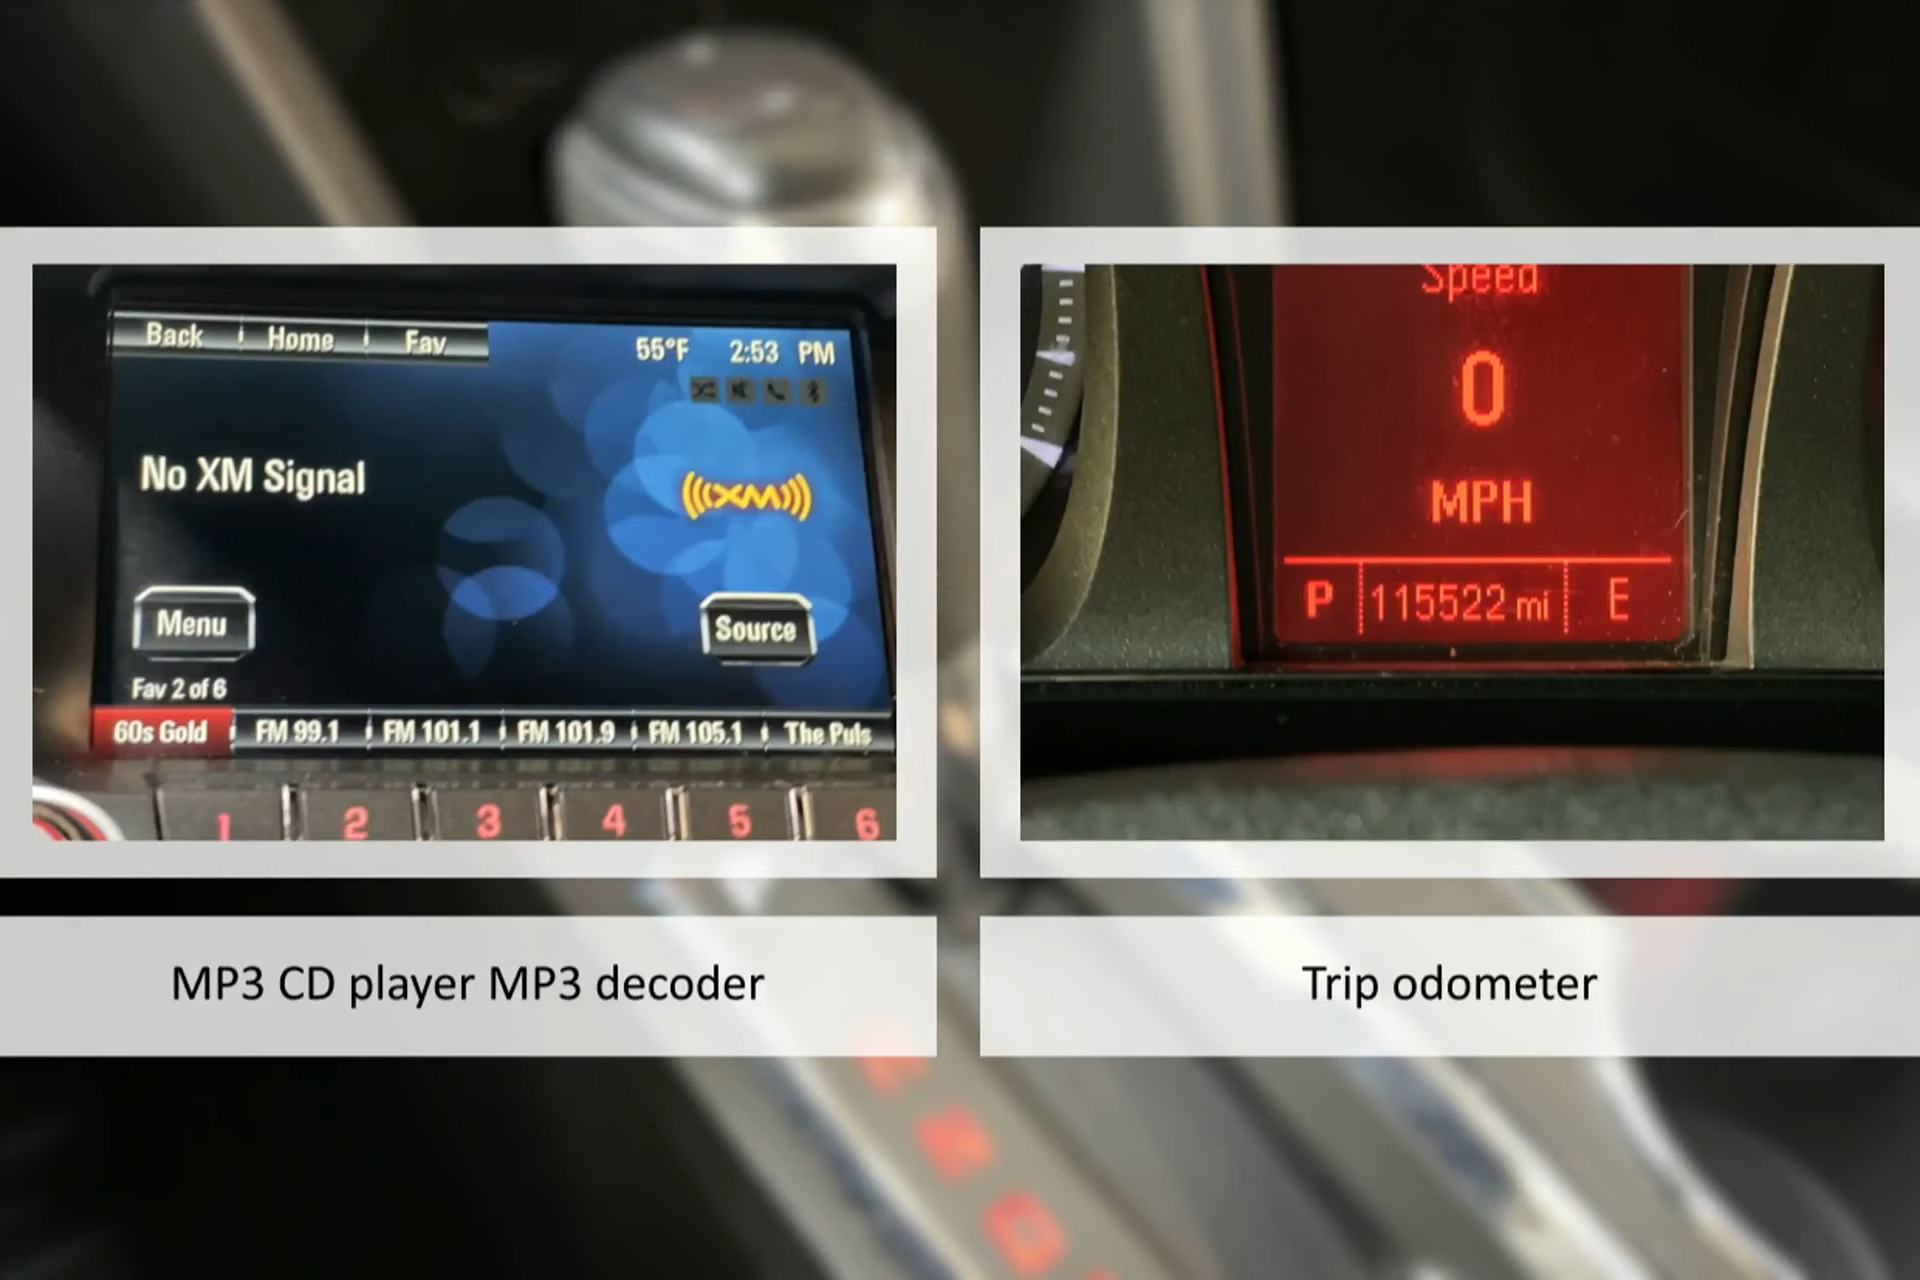 Back Home Fav 55°F 2:53 PM
No XM Signal
((( XM )))
Menu
Source
Fav 2 of 6
60s Gold FM 99.1 FM 101.1 FM 101.9 FM 105.1 The Puls
1 2 3 4 5 6
Speed
0
MPH
P 115522 mi E
MP3 CD player MP3 decoder
Trip odometer